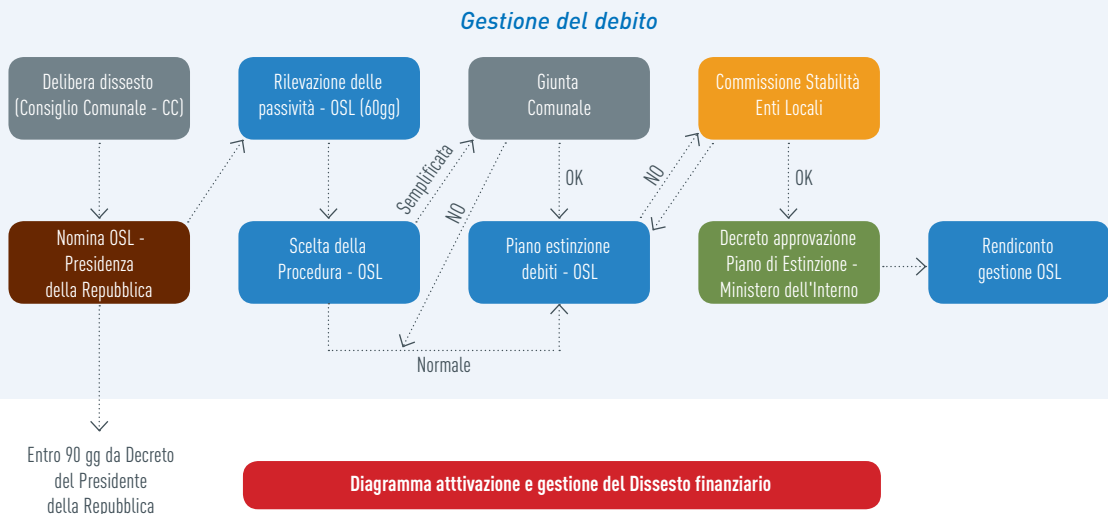 Gestione del debito
Delibera dissesto
(Consiglio Comunale - CC)
Rilevazione delle
passività - OSL (60gg)
Giunta
Comunale
Commissione Stabilità
Enti Locali
Semplificata
NO
OK
NO
OK
Nomina OSL -
Presidenza
della Repubblica
Scelta della
Procedura - OSL
Piano estinzione
debiti - OSL
Decreto approvazione
Piano di Estinzione -
Ministero dell'Interno
Rendiconto
gestione OSL
Normale
Entro 90 gg da Decreto
del Presidente
della Repubblica
Diagramma atttivazione e gestione del Dissesto finanziario